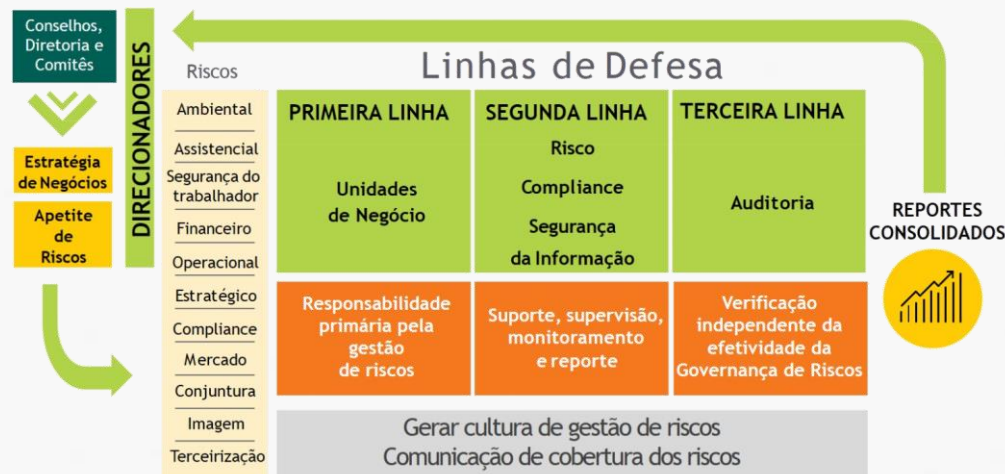 Conselhos,
Diretoria e
Comitês
Estratégia
de Negócios
Apetite
de
Riscos
DIRECIONADORES
Riscos
Ambiental
Assistencial
Segurança do
trabalhador
Financeiro
Operacional
Estratégico
Compliance
Mercado
Conjuntura
Imagem
Terceirização
Linhas de Defesa
PRIMEIRA LINHA
Unidades
de Negócio
Responsabilidade
primária pela
gestão
de riscos
SEGUNDA LINHA
Risco
Compliance
Segurança
da Informação
Suporte, supervisão,
monitoramento
e reporte
TERCEIRA LINHA
Auditoria
Verificação
independente da
efetividade da
Governança de Riscos
Gerar cultura de gestão de riscos
Comunicação de cobertura dos riscos
REPORTES
CONSOLIDADOS